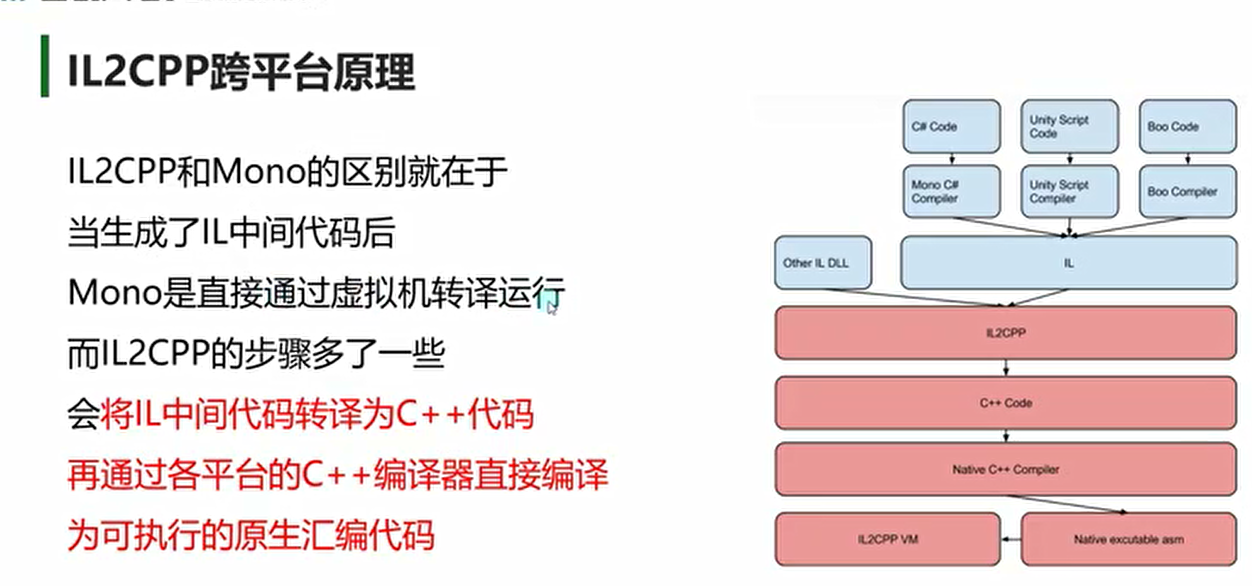 IL2CPP跨平台原理
IL2CPP和Mono的区别就在于
当生成了IL中间代码后
Mono是直接通过虚拟机转译运行
而IL2CPP的步骤多了一些
会将IL中间代码转译为C++代码
再通过各平台的C++编译器直接编译
为可执行的原生汇编代码
C# Code
Unity Script
Code
Boo Code
Mono C#
Compiler
Unity Script
Compiler
Boo Compiler
Other IL DLL
IL
IL2CPP
C++ Code
Native C++ Compiler
IL2CPP VM
Native excutable asm